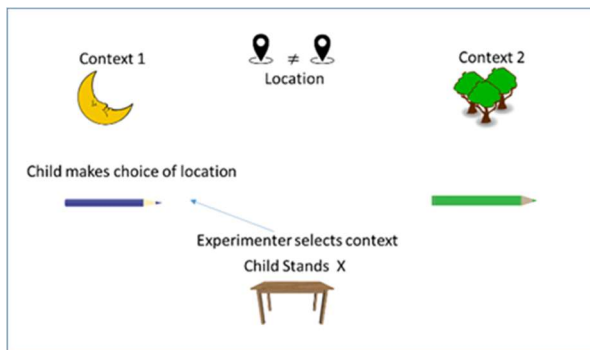 Context 1
≠
Location
Context 2
Child makes choice of location
Experimenter selects context
Child Stands X